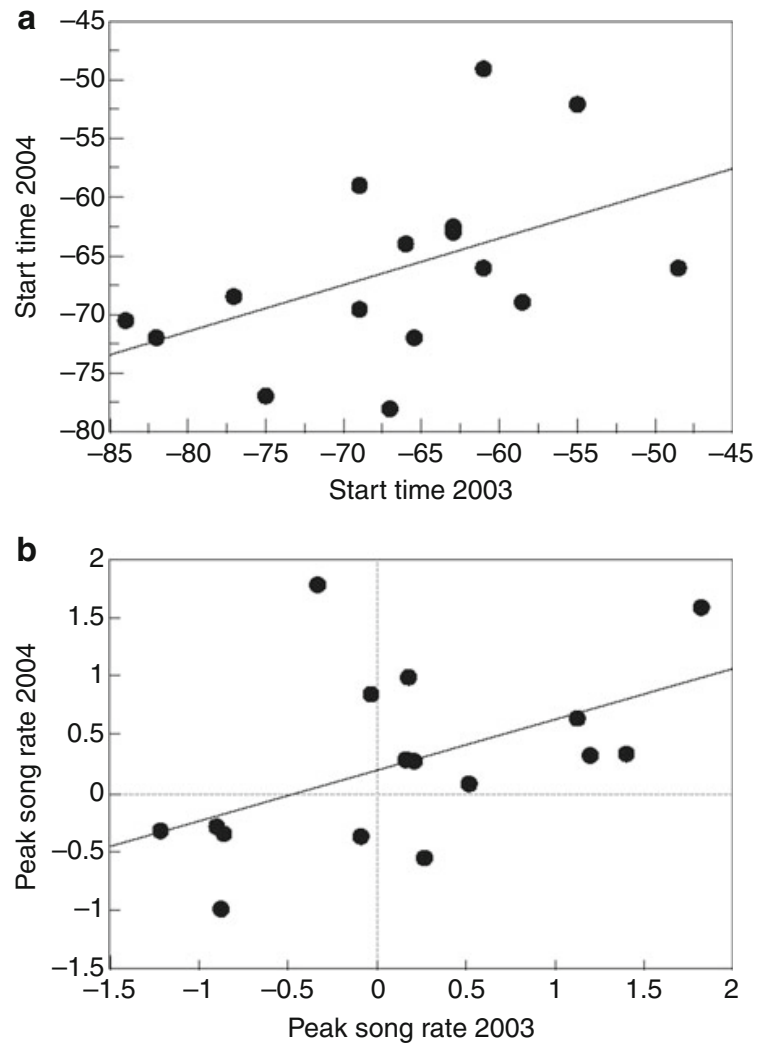 a
Start time 2004
–45
–50
–55
–60
–65
–70
–75
–80
–85 –80 –75 –70 –65 –60 –55 –50 –45
Start time 2003
b
Peak song rate 2004
2
1.5
1
0.5
0
–0.5
–1
–1.5
–1.5 –1 –0.5 0 0.5 1 1.5 2
Peak song rate 2003